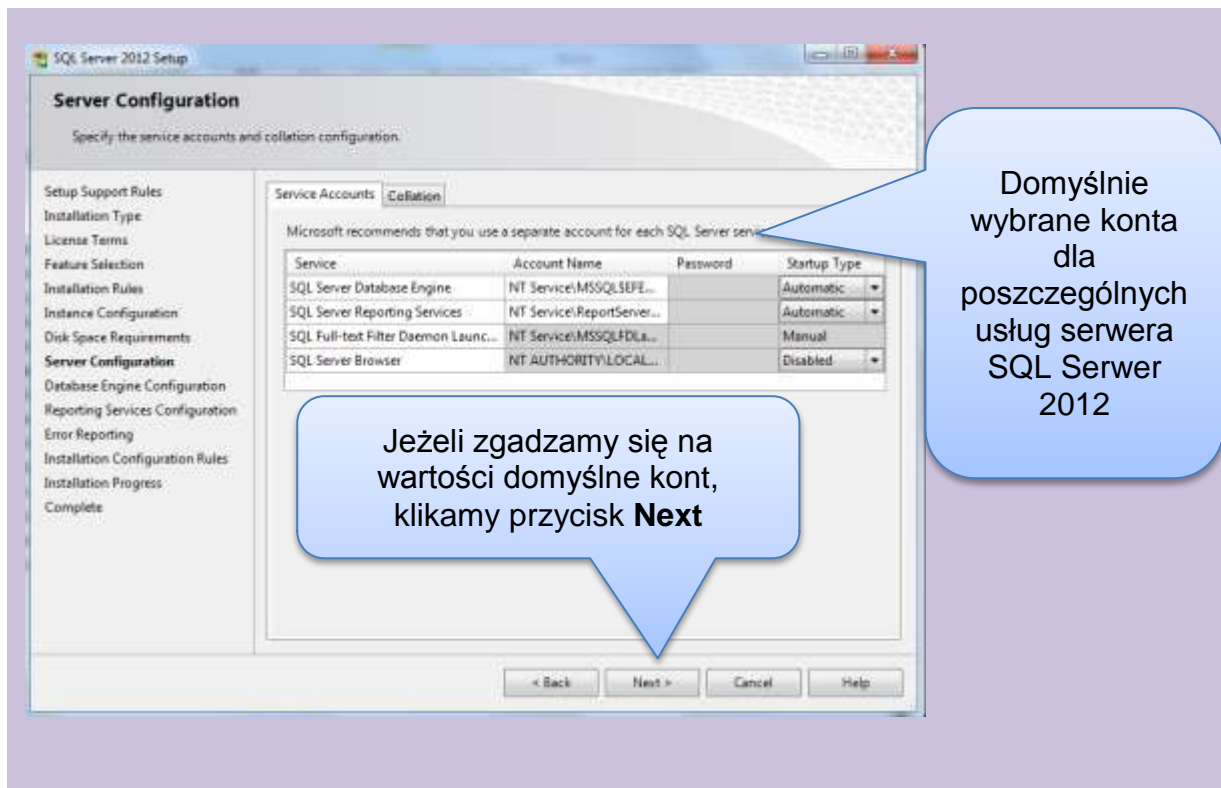 SQL Server 2012 Setup
Server Configuration
Specify the service accounts and collation configuration.
Setup Support Rules
Installation Type
License Terms
Feature Selection
Installation Rules
Instance Configuration
Disk Space Requirements
Server Configuration
Database Engine Configuration
Reporting Services Configuration
Error Reporting
Installation Configuration Rules
Installation Progress
Complete
Service Accounts Collation
Microsoft recommends that you use a separate account for each SQL Server
Service Account Name Password Startup Type
SQL Server Database Engine NT Service\MSSQLSEFE... Automatic
SQL Server Reporting Services NT Service\ReportServer... Automatic
SQL Full-text Filter Daemon Launc... NT Service\MSSQLFDLa... Manual
SQL Server Browser NT AUTHORITY\LOCAL... Disabled
Domyślnie
wybrane konta
dla
poszczególnych
usług serwera
SQL Serwer
2012
Jeżeli zgadzamy się na
wartości domyślne kont,
klikamy przycisk Next
< Back Next > Cancel Help